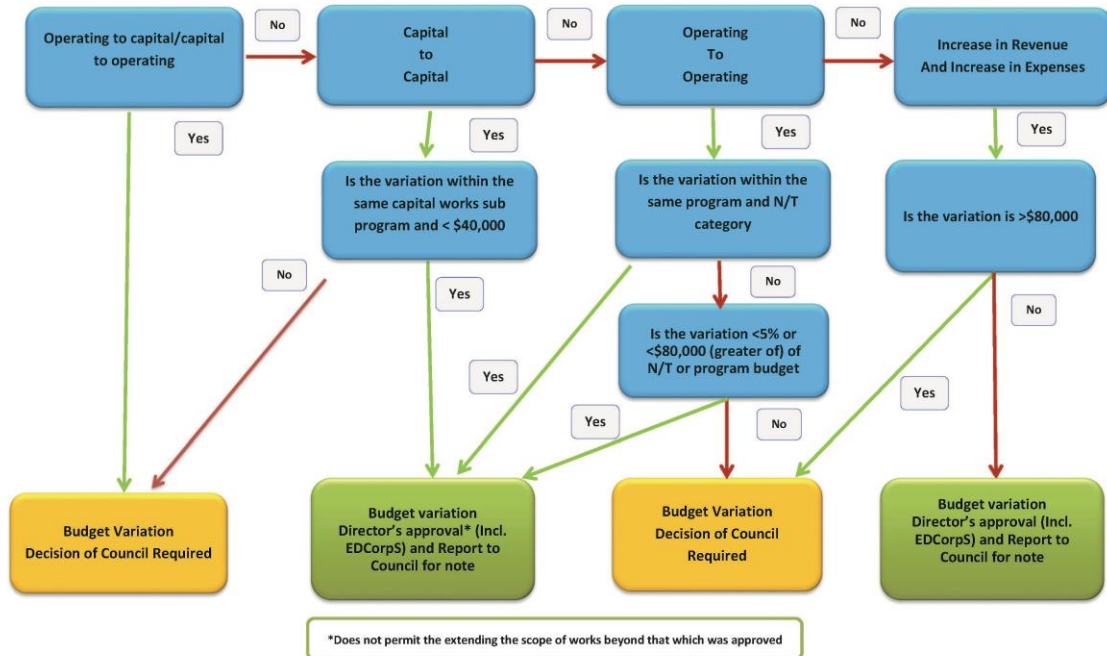 Operating to capital/capital
to operating
No
Capital
to
Capital
No
Operating
To
Operating
No
Increase in Revenue
And Increase in Expenses
Yes
Yes
Yes
Yes
Is the variation within the
same capital works sub
program and < $40,000
Is the variation within the
same program and N/T
category
Is the variation is >$80,000
No
Yes
No
No
Is the variation <5% or
<$80,000 (greater of) of
N/T or program budget
Yes
Yes
Yes
No
Budget Variation
Decision of Council Required
Budget variation
Director's approval* (Incl.
EDCorpS) and Report to
Council for note
Budget Variation
Decision of Council
Required
Budget variation
Director's approval (Incl.
EDCorpS) and Report to
Council for note
*Does not permit the extending the scope of works beyond that which was approved